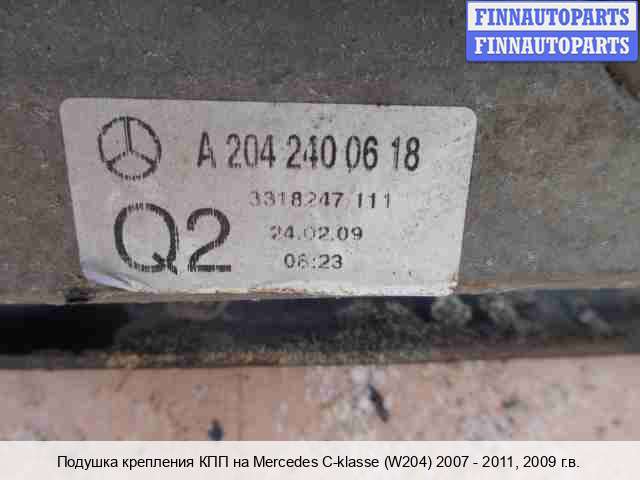 FINNAUTOPARTS
FINNAUTOPARTS
A 204 240 06 18
3318247 111
Q2
24.02.09
06:23
Подушка крепления КПП на Mercedes C-klasse (W204) 2007 - 2011, 2009 г.в.